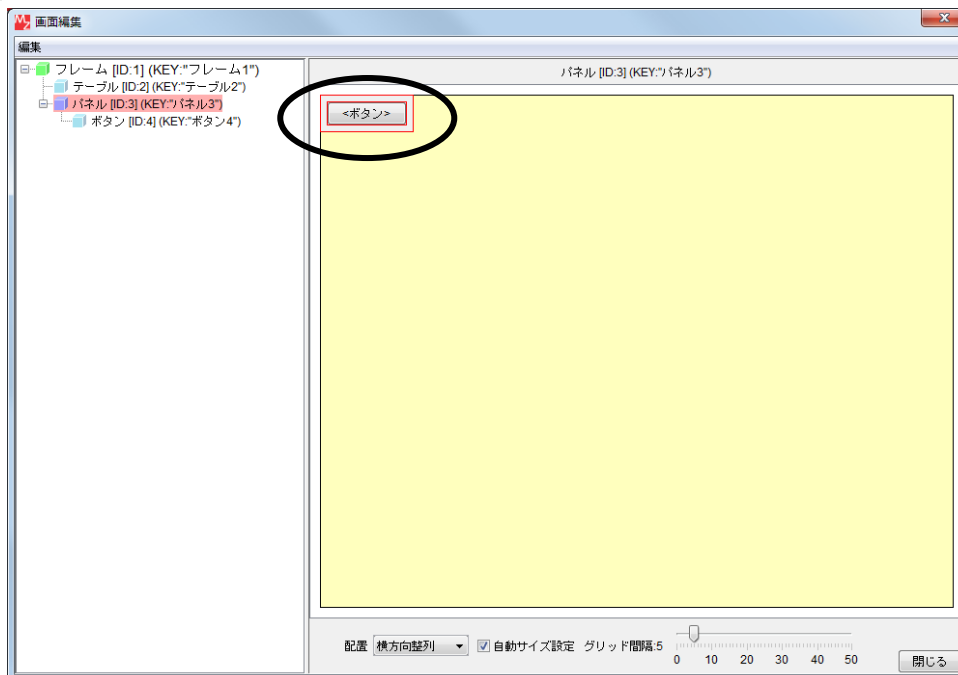 画面編集
編集
フレーム [ID:1] (KEY:"フレーム1")
テーブル [ID:2] (KEY:"テーブル2")
パネル [ID:3] (KEY:"パネル3")
ボタン [ID:4] (KEY:"ボタン4")
パネル [ID:3] (KEY:"パネル3")
<ボタン>
配置 横方向整列 自動サイズ設定 グリッド間隔:5
0 10 20 30 40 50
閉じる